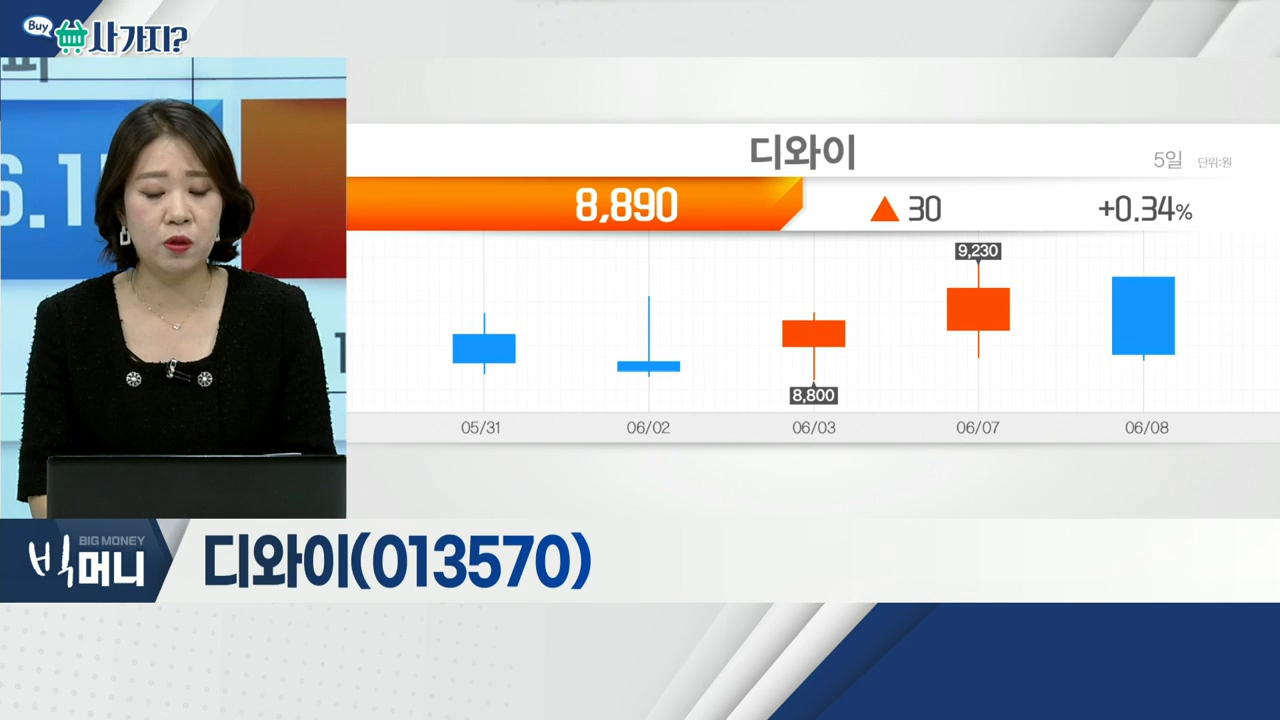 Buy
사가지?
6.1
디와이
5일 단위:원
8,890
▲ 30
+0.34%
9,230
8,800
05/31
06/02
06/03
06/07
06/08
BIG MONEY
빅머니
디와이(013570)